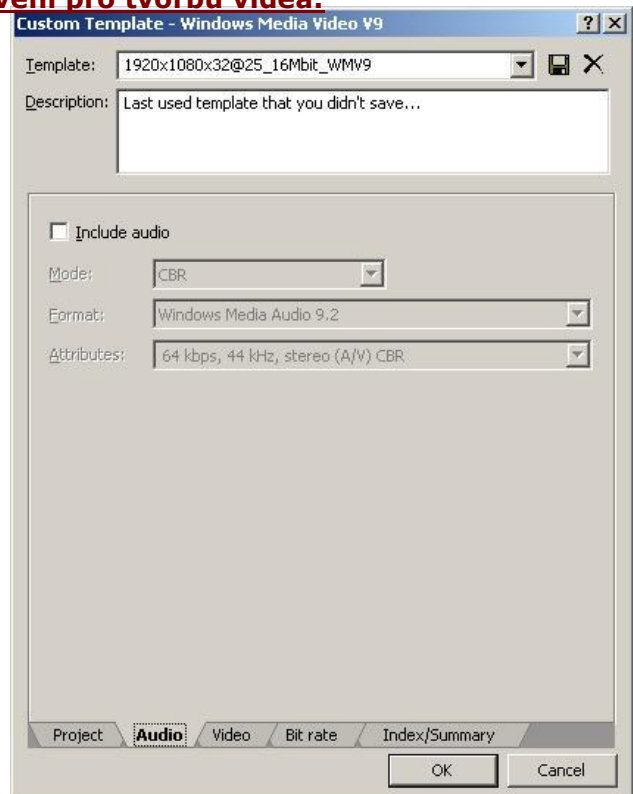 vení pro tvorbu videa:
Custom Template - Windows Media Video V9
Template: 1920x1080x32@25_16Mbit_WMV9
Description: Last used template that you didn't save...
Include audio
Mode: CBR
Format: Windows Media Audio 9.2
Attributes: 64 kbps, 44 kHz, stereo (A/V) CBR
Project Audio Video Bit rate Index/Summary
OK Cancel